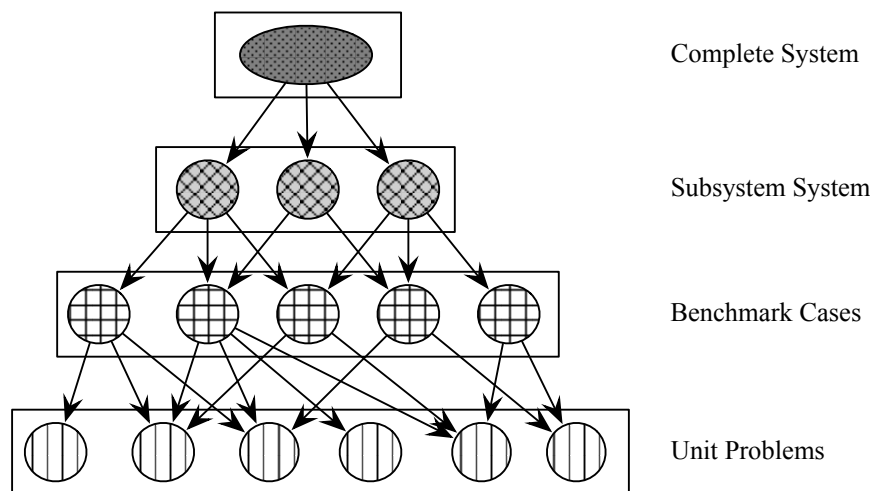 Complete System
Subsystem System
Benchmark Cases
Unit Problems